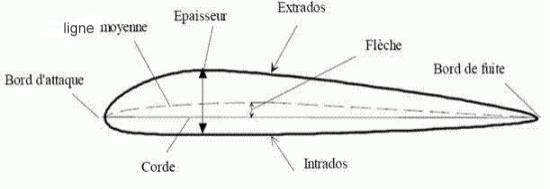 Epaisseur
Extrados
ligne moyenne
Flèche
Bord d'attaque
Bord de fuite
Corde
Intrados